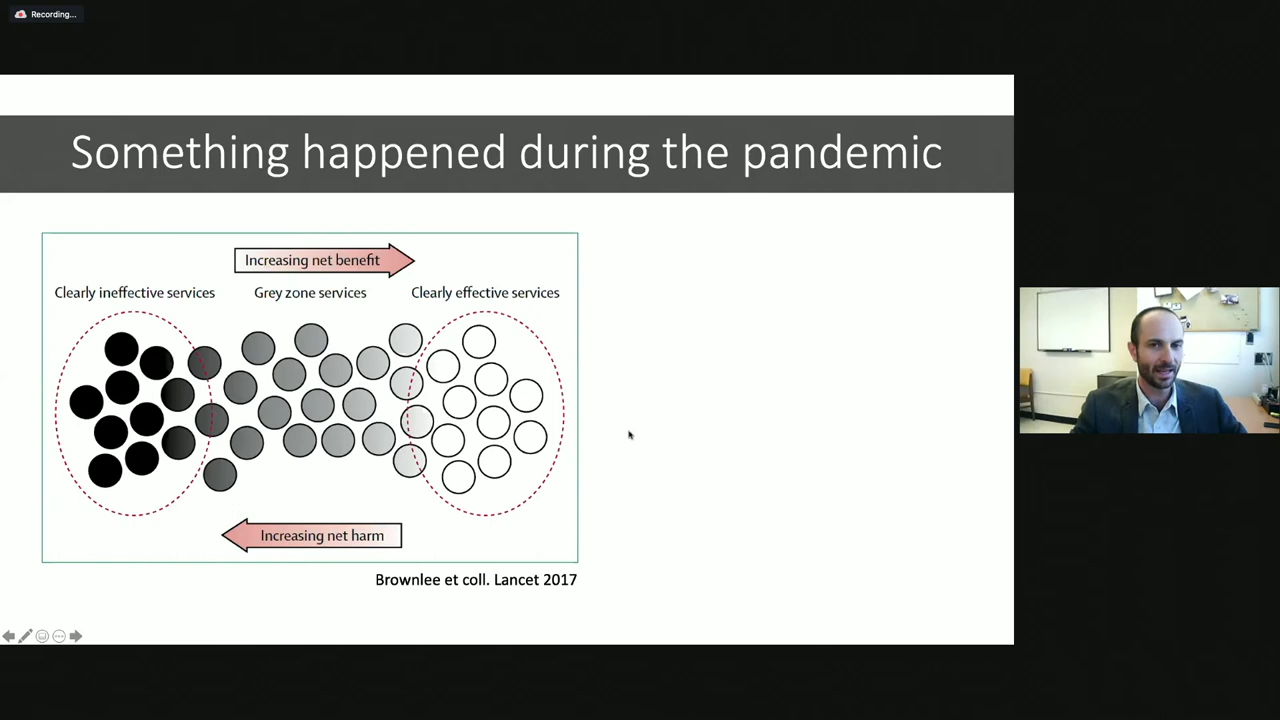 Recording...
Something happened during the pandemic
Increasing net benefit
Clearly ineffective services
Grey zone services
Clearly effective services
Increasing net harm
Brownlee et coll. Lancet 2017